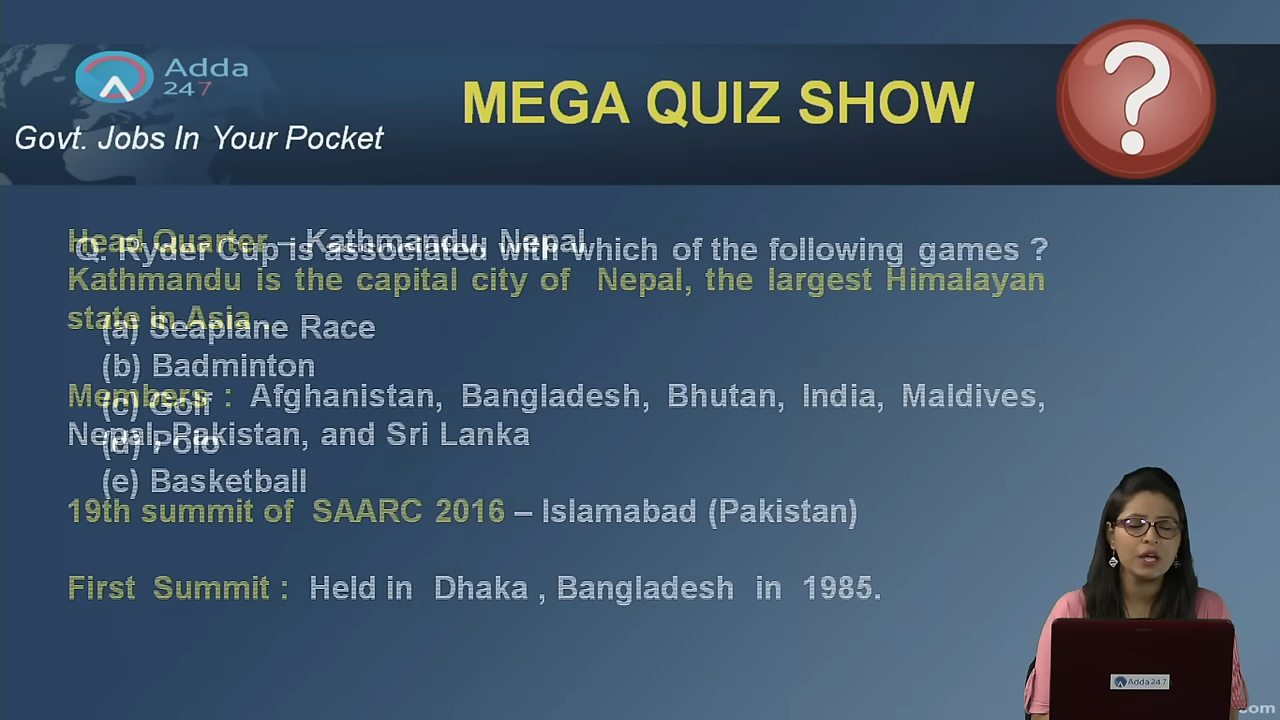 Adda
247
Govt. Jobs In Your Pocket
MEGA QUIZ SHOW
?
Head Quarter – Kathmandu, Nepal
Q. Ryder Cup is associated with which of the following games ?
Kathmandu is the capital city of Nepal, the largest Himalayan
state in Asia .
(a) Seaplane Race
(b) Badminton
Members : Afghanistan, Bangladesh, Bhutan, India, Maldives,
(c) Golf
Nepal, Pakistan, and Sri Lanka
(d) Polo
(e) Basketball
19th summit of SAARC 2016 – Islamabad (Pakistan)
First Summit : Held in Dhaka , Bangladesh in 1985.
Adda247
com